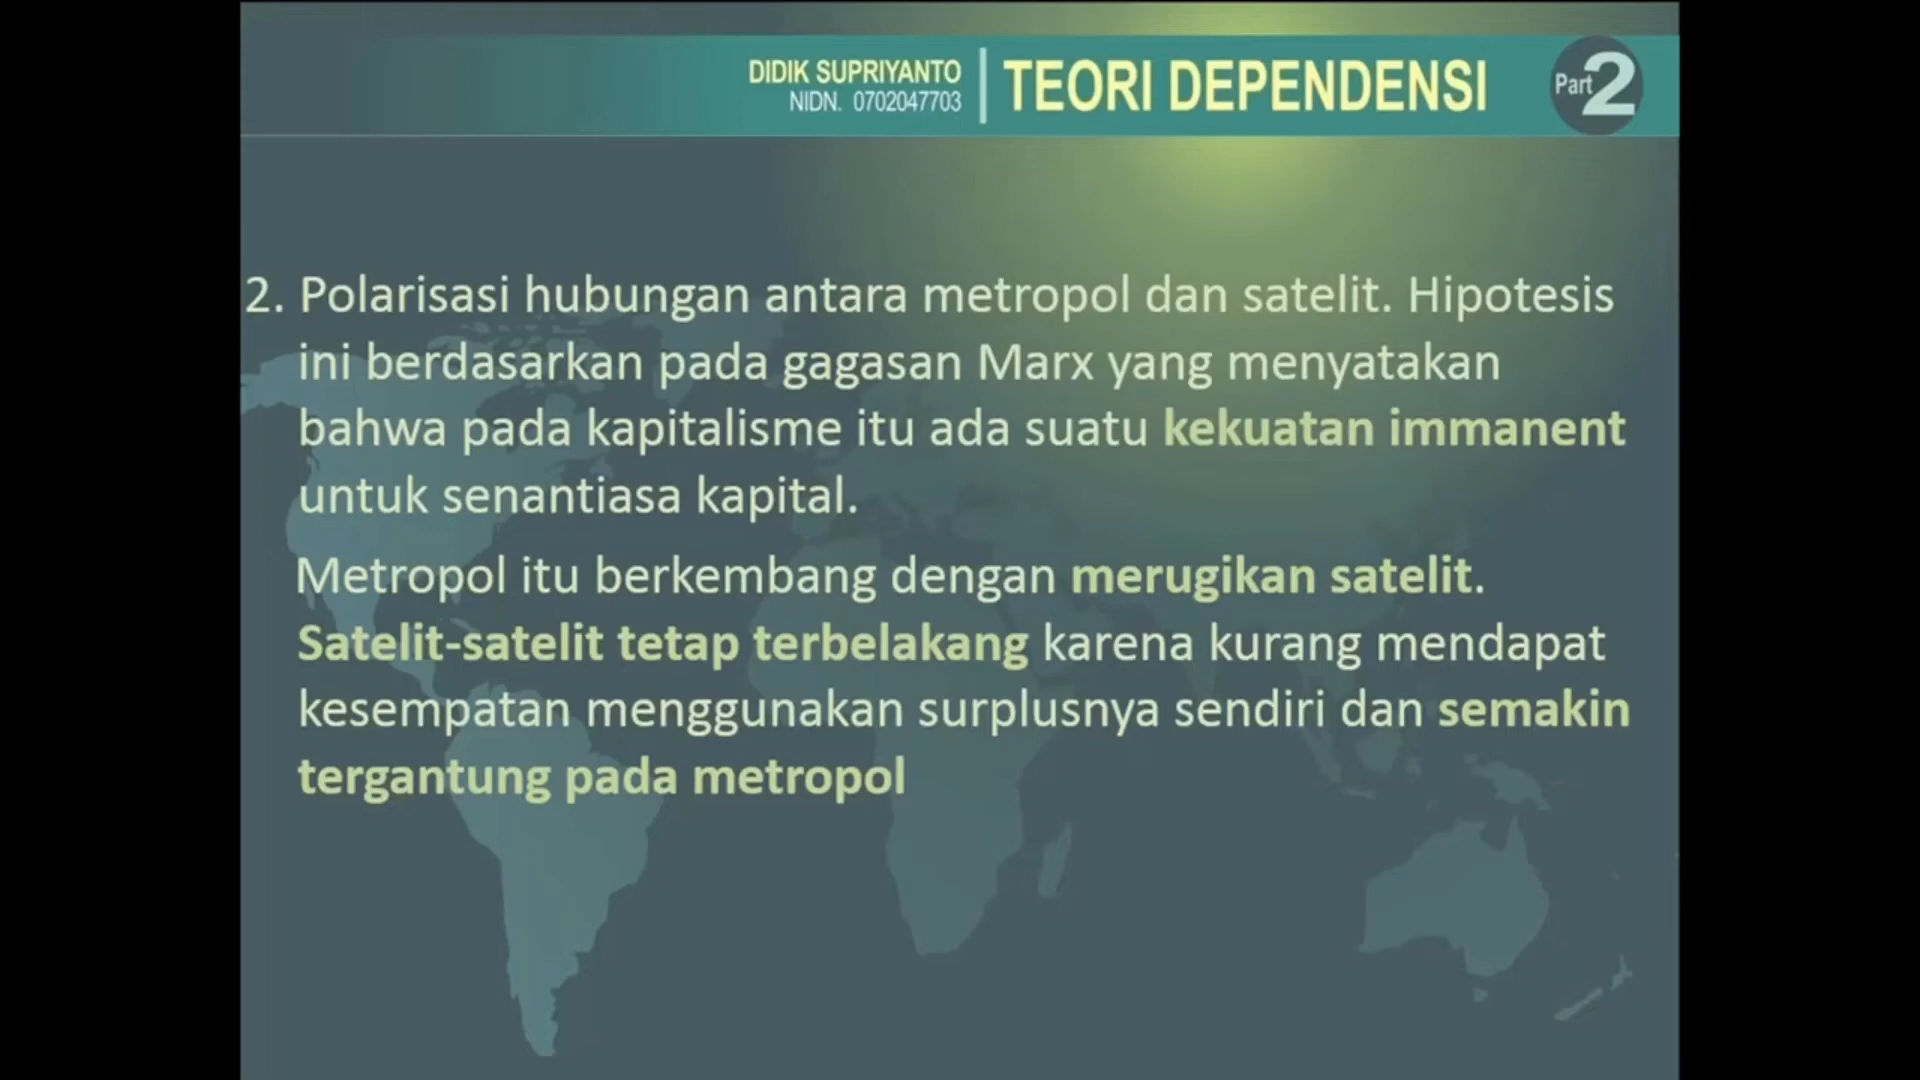 DIDIK SUPRIYANTO
NIDN. 0702047703
TEORI DEPENDENSI
Part 2
2. Polarisasi hubungan antara metropol dan satelit. Hipotesis
ini berdasarkan pada gagasan Marx yang menyatakan
bahwa pada kapitalisme itu ada suatu kekuatan immanent
untuk senantiasa kapital.
Metropol itu berkembang dengan merugikan satelit.
Satelit-satelit tetap terbelakang karena kurang mendapat
kesempatan menggunakan surplusnya sendiri dan semakin
tergantung pada metropol